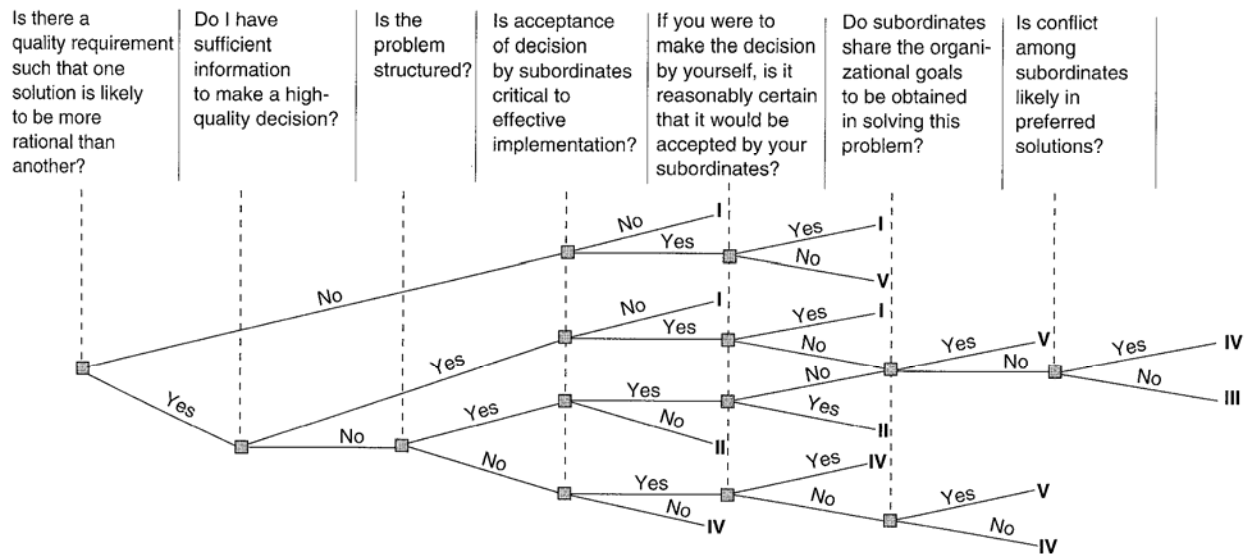 Is there a
quality requirement
such that one
solution is likely
to be more
rational than
another?
Do I have
sufficient
information
to make a high-
quality decision?
Is the
problem
structured?
Is acceptance
of decision
by subordinates
critical to
effective
implementation?
If you were to
make the decision
by yourself, is it
reasonably certain
that it would be
accepted by your
subordinates?
Do subordinates
share the organi-
zational goals
to be obtained
in solving this
problem?
Is conflict
among
subordinates
likely in
preferred
solutions?
No
I
Yes
Yes
I
No
V
No
No
I
Yes
Yes
I
No
Yes
V
No
Yes
IV
No
III
Yes
Yes
No
Yes
No
Yes
II
Yes
No
II
No
Yes
IV
No
Yes
No
IV
Yes
V
No
IV